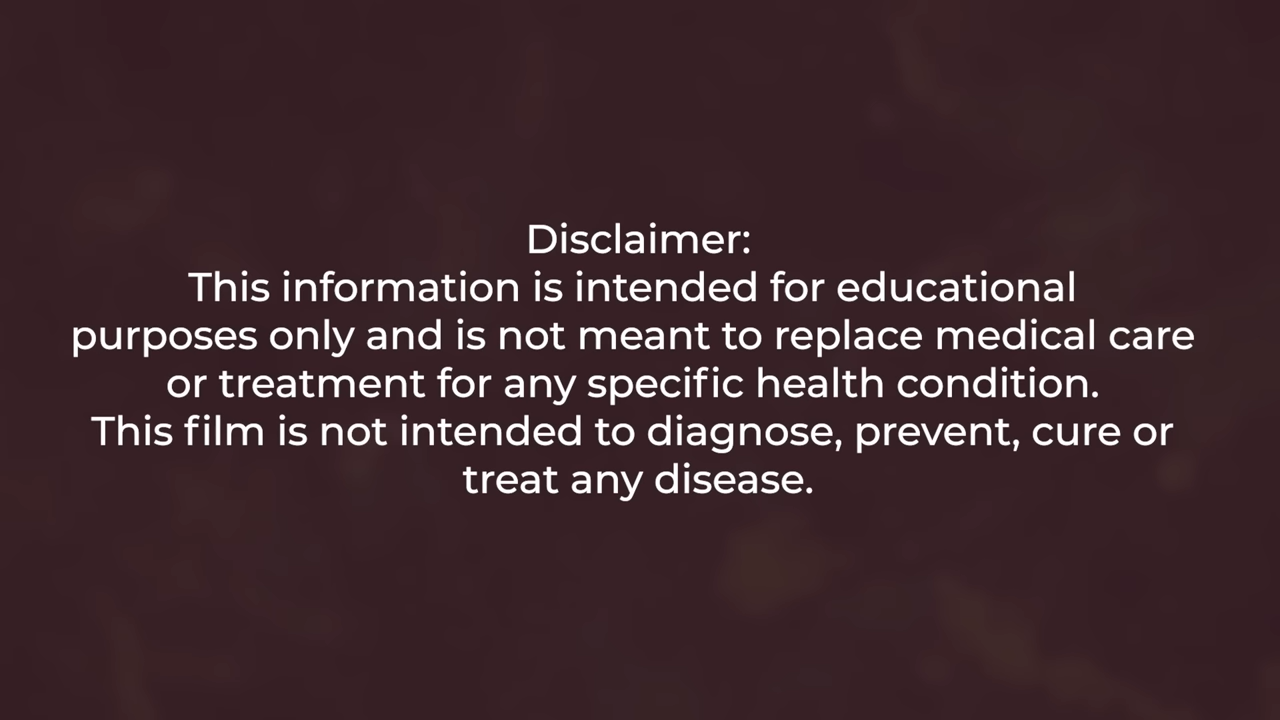 Disclaimer:
This information is intended for educational
purposes only and is not meant to replace medical care
or treatment for any specific health condition.
This film is not intended to diagnose, prevent, cure or
treat any disease.